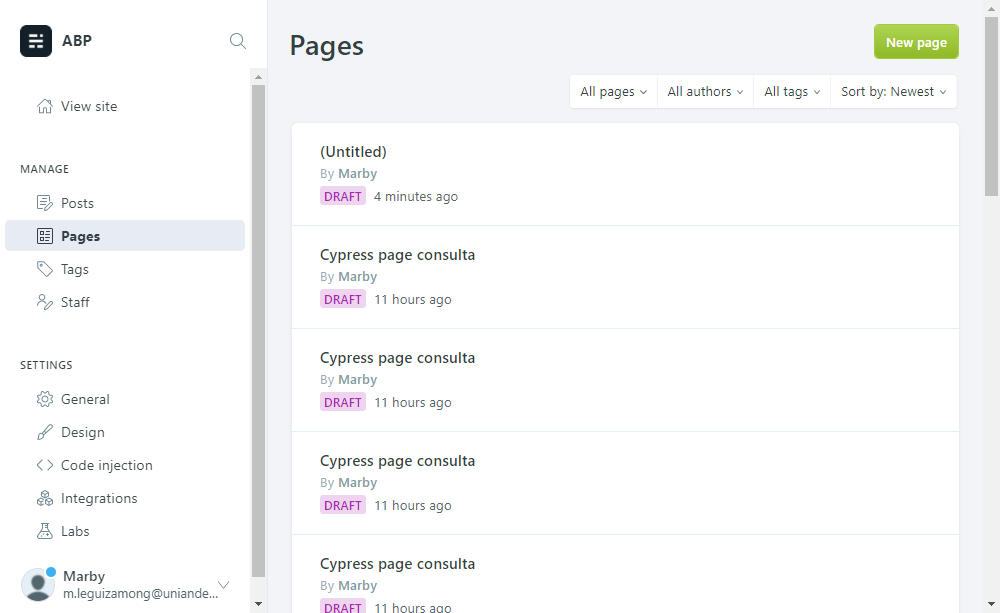 ABP
View site
MANAGE
Posts
Pages
Tags
Staff
SETTINGS
General
Design
Code injection
Integrations
Labs
Marby
m.leguizamong@uniande...
Pages
New page
All pages
All authors
All tags
Sort by: Newest
(Untitled)
By Marby
DRAFT 4 minutes ago
Cypress page consulta
By Marby
DRAFT 11 hours ago
Cypress page consulta
By Marby
DRAFT 11 hours ago
Cypress page consulta
By Marby
DRAFT 11 hours ago
Cypress page consulta
By Marby
DRAFT 11 hours ago